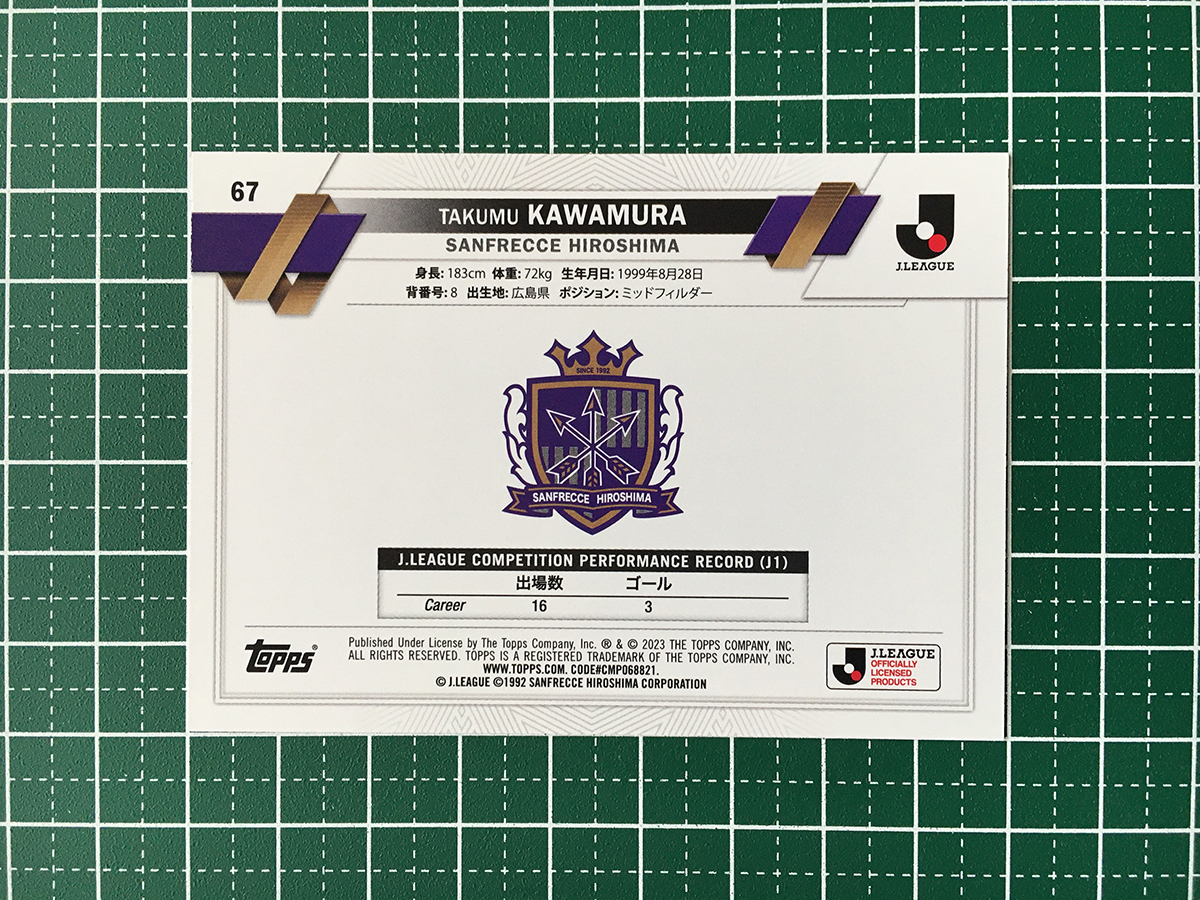 67
TAKUMU KAWAMURA
SANFRECCE HIROSHIMA
J.LEAGUE
身長: 183cm 体重: 72kg 生年月日: 1999年8月28日
背番号: 8 出生地: 広島県 ポジション: ミッドフィルダー
SINCE 1992
SANFRECCE HIROSHIMA
J.LEAGUE COMPETITION PERFORMANCE RECORD (J1)
出場数 ゴール
Career 16 3
topps®
Published Under License by The Topps Company, Inc. ® & © 2023 THE TOPPS COMPANY, INC.
ALL RIGHTS RESERVED. TOPPS IS A REGISTERED TRADEMARK OF THE TOPPS COMPANY, INC.
WWW.TOPPS.COM. CODE#CMP068821.
© J.LEAGUE ©1992 SANFRECCE HIROSHIMA CORPORATION
J.LEAGUE
OFFICIALLY
LICENSED
PRODUCTS